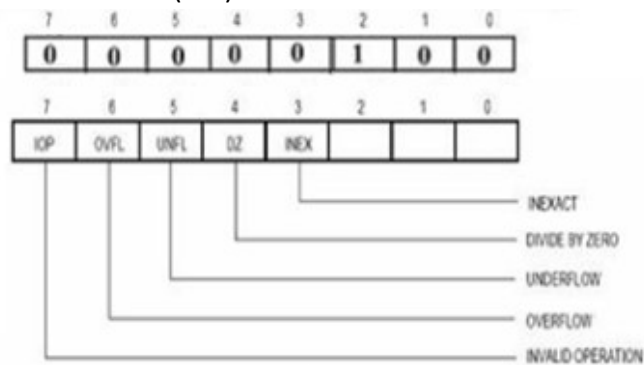 7 6 5 4 3 2 1 0
0 0 0 0 0 1 0 0
7 6 5 4 3 2 1 0
IOP OVFL UNFL DZ INEX
INEXACT
DIVIDE BY ZERO
UNDERFLOW
OVERFLOW
INVALID OPERATION